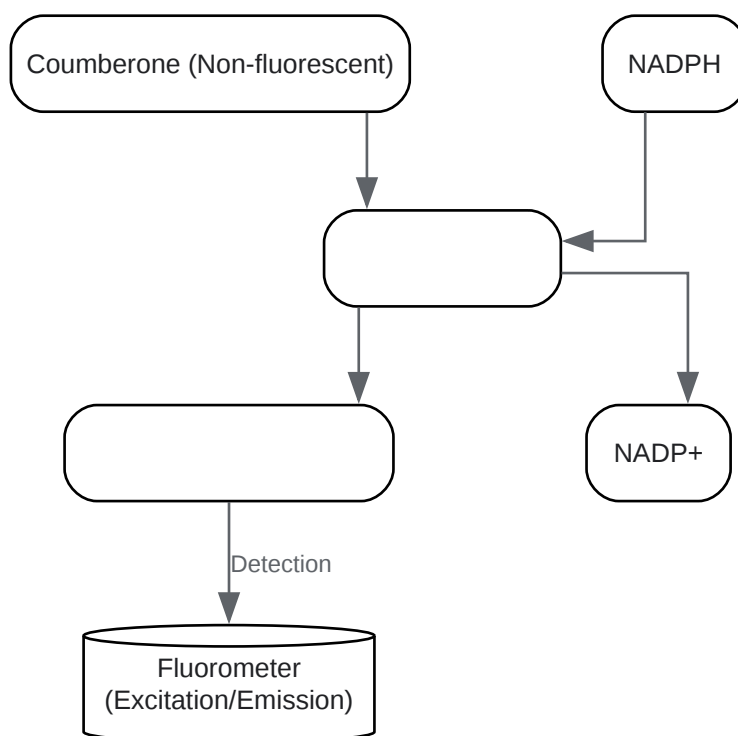 Coumberone (Non-fluorescent)
NADPH
NADP+
Detection
Fluorometer
(Excitation/Emission)